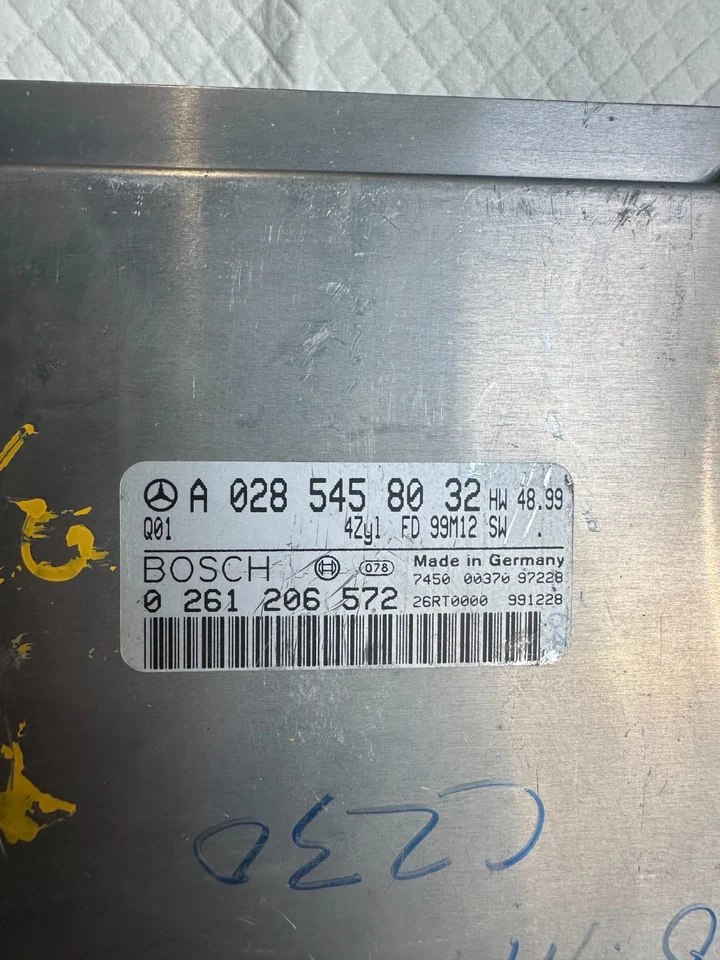 A 028 545 80 32 HW 48.99
Q01 4Zyl FD 99M12 SW .
BOSCH 078 Made in Germany
7450 00370 97228
0 261 206 572 26RT0000 991228
C230